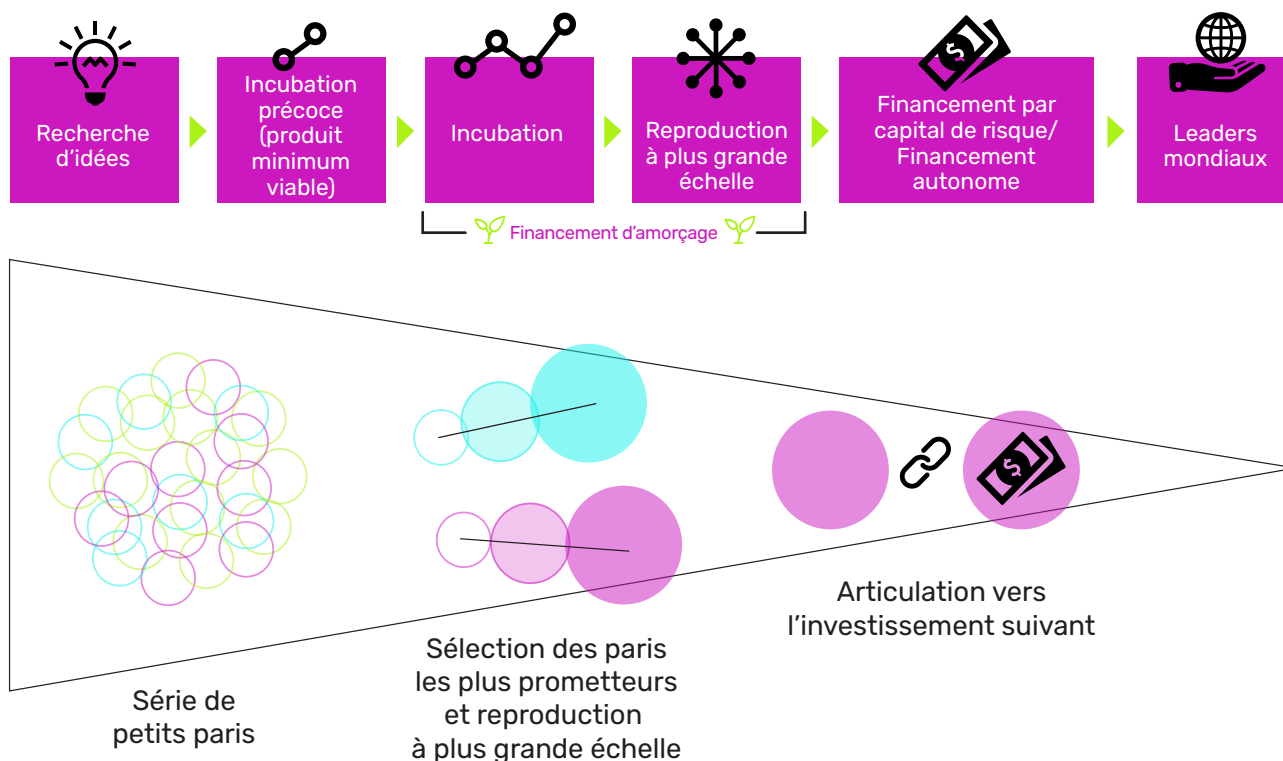 Recherche
d'idées
Incubation
précoce
(produit
minimum
viable)
Incubation
Reproduction
à plus grande
échelle
Financement par
capital de risque/
Financement
autonome
Leaders
mondiaux
Financement d'amorçage
$
$
Série de
petits paris
Sélection des paris
les plus prometteurs
et reproduction
à plus grande échelle
Articulation vers
l'investissement suivant